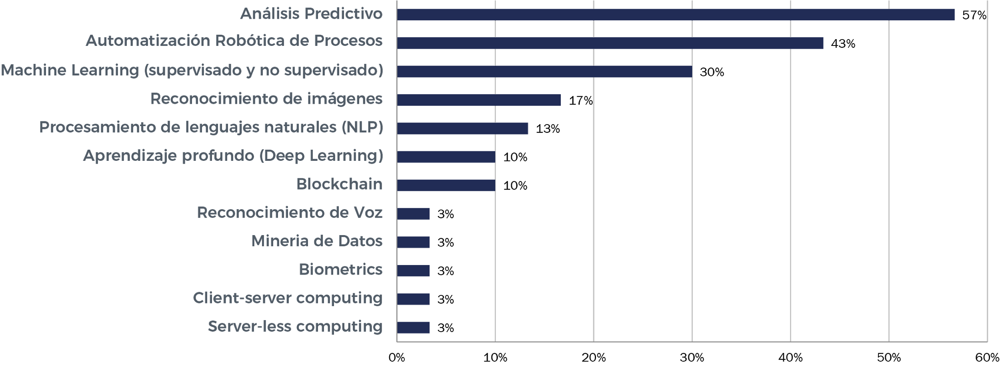 Análisis Predictivo 57%
Automatización Robótica de Procesos 43%
Machine Learning (supervisado y no supervisado) 30%
Reconocimiento de imágenes 17%
Procesamiento de lenguajes naturales (NLP) 13%
Aprendizaje profundo (Deep Learning) 10%
Blockchain 10%
Reconocimiento de Voz 3%
Mineria de Datos 3%
Biometrics 3%
Client-server computing 3%
Server-less computing 3%
0% 10% 20% 30% 40% 50% 60%